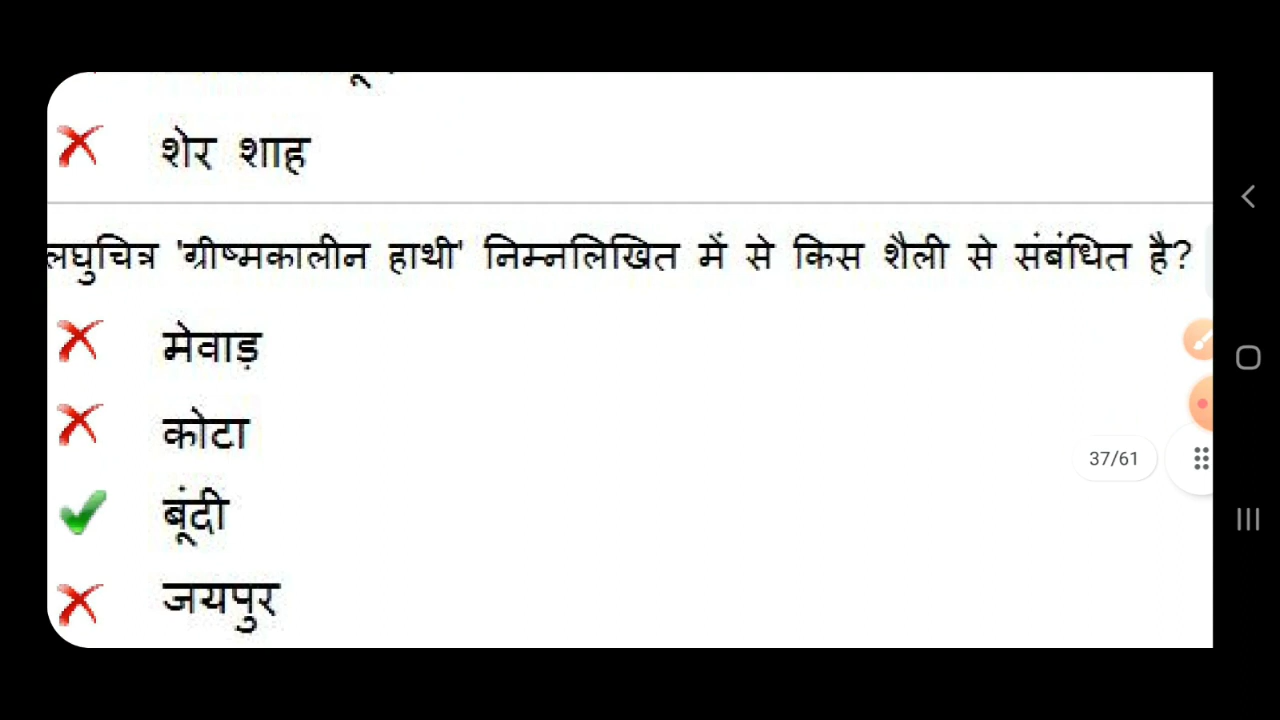 शेर शाह
लघुचित्र 'ग्रीष्मकालीन हाथी' निम्नलिखित में से किस शैली से संबंधित है?
मेवाड़
कोटा
37/61
बूंदी
जयपुर